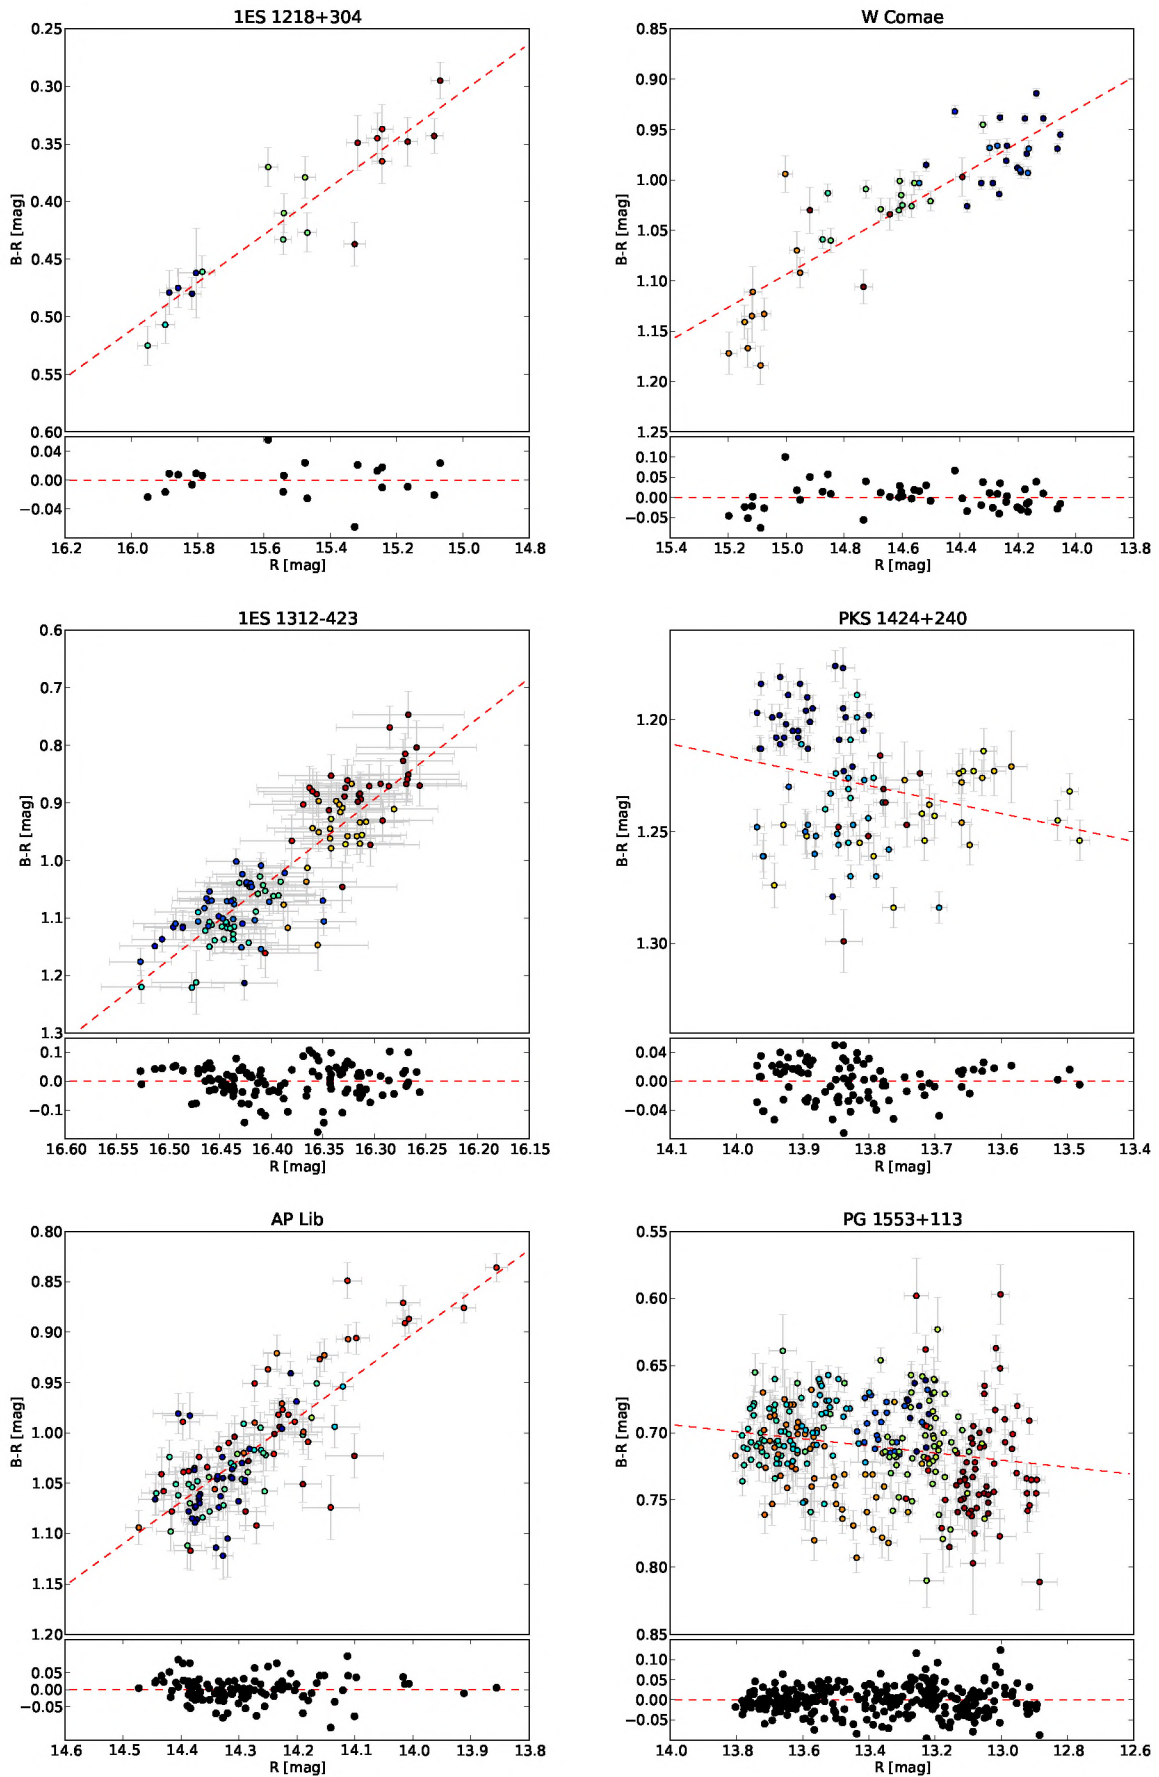 1ES 1218+304
0.25
0.30
0.35
0.40
0.45
0.50
0.55
0.60
B-R [mag]
0.04
0.00
−0.04
16.2 16.0 15.8 15.6 15.4 15.2 15.0 14.8
R [mag]
W Comae
0.85
0.90
0.95
1.00
1.05
1.10
1.15
1.20
1.25
B-R [mag]
0.10
0.05
0.00
−0.05
15.4 15.2 15.0 14.8 14.6 14.4 14.2 14.0 13.8
R [mag]
1ES 1312-423
0.6
0.7
0.8
0.9
1.0
1.1
1.2
1.3
B-R [mag]
0.1
0.0
−0.1
16.60 16.55 16.50 16.45 16.40 16.35 16.30 16.25 16.20 16.15
R [mag]
PKS 1424+240
1.20
1.25
1.30
B-R [mag]
0.04
0.00
−0.04
14.1 14.0 13.9 13.8 13.7 13.6 13.5 13.4
R [mag]
AP Lib
0.80
0.85
0.90
0.95
1.00
1.05
1.10
1.15
1.20
B-R [mag]
0.05
0.00
−0.05
14.6 14.5 14.4 14.3 14.2 14.1 14.0 13.9 13.8
R [mag]
PG 1553+113
0.55
0.60
0.65
0.70
0.75
0.80
0.85
B-R [mag]
0.10
0.05
0.00
−0.05
14.0 13.8 13.6 13.4 13.2 13.0 12.8 12.6
R [mag]